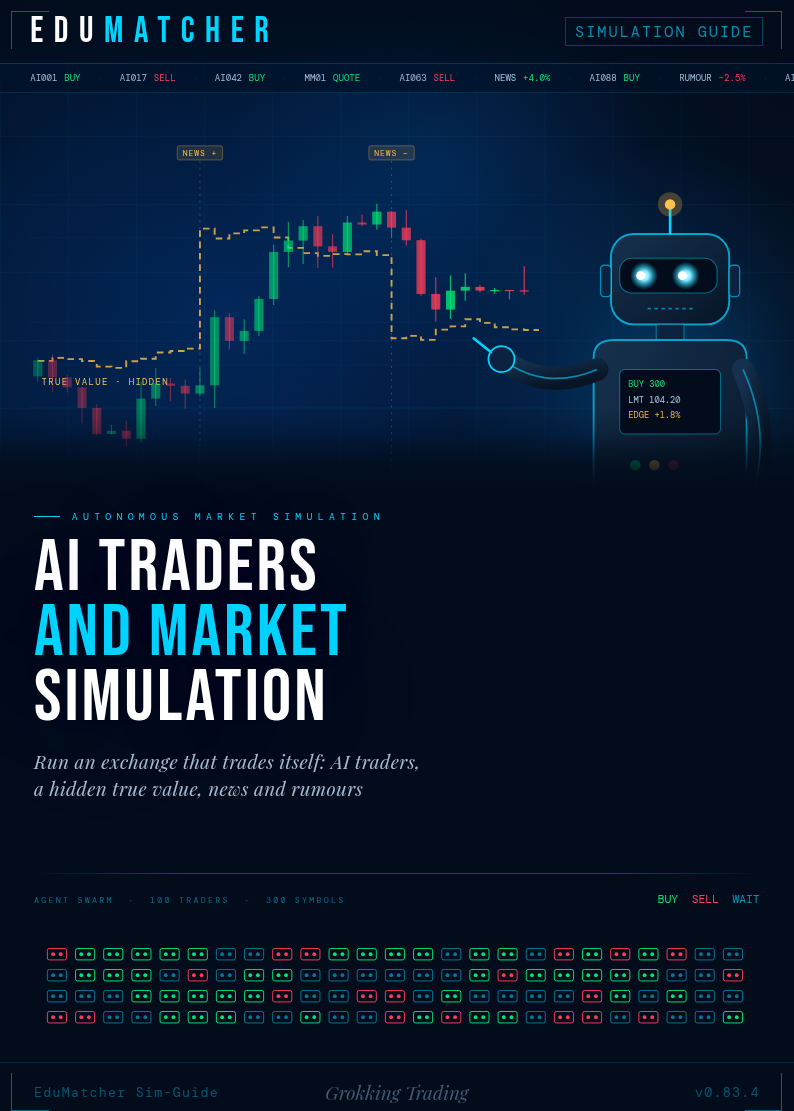 EDUMATCHER
SIMULATION GUIDE
AI001 BUY AI017 SELL AI042 BUY MM01 QUOTE AI063 SELL NEWS +4.0% AI088 BUY RUMOUR −2.5%
NEWS +
NEWS −
TRUE VALUE · HIDDEN
BUY 300
LMT 104.20
EDGE +1.8%
AUTONOMOUS MARKET SIMULATION
AI TRADERS
AND MARKET
SIMULATION
Run an exchange that trades itself: AI traders,
a hidden true value, news and rumours
AGENT SWARM · 100 TRADERS · 300 SYMBOLS
BUY SELL WAIT
EduMatcher Sim-Guide
Grokking Trading
v0.83.4